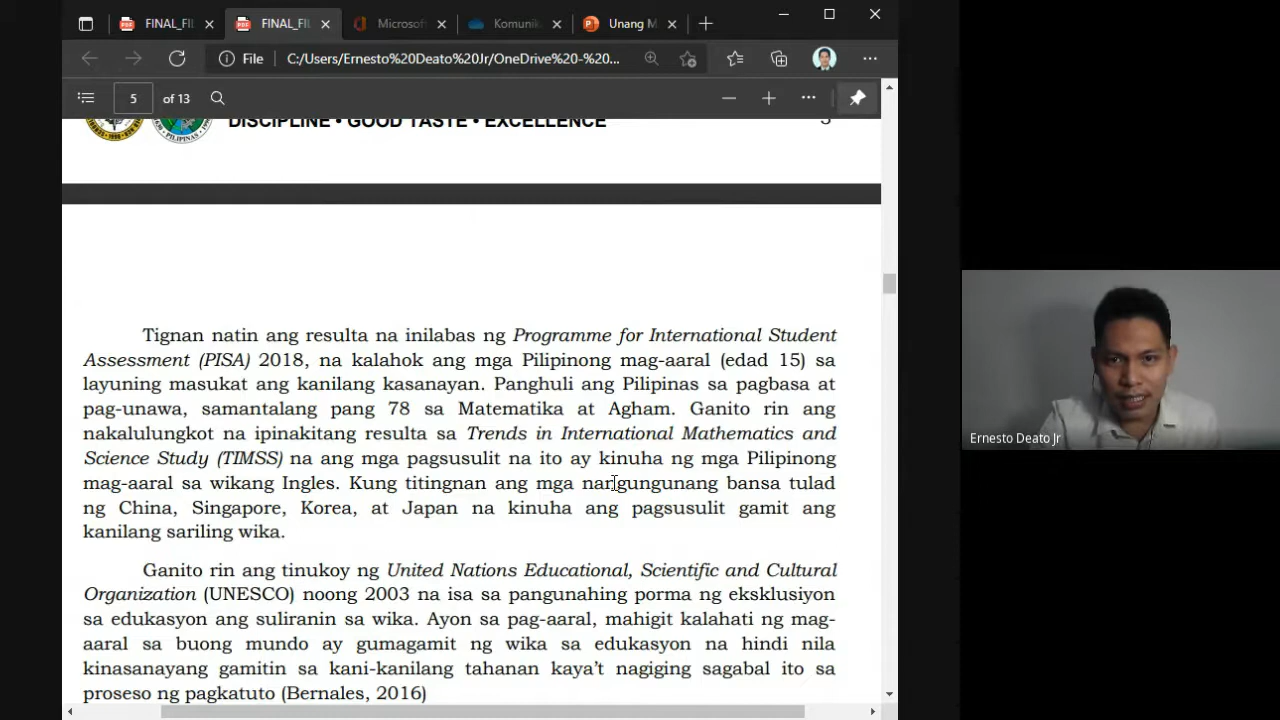 FINAL_FIL
FINAL_FIL
Microsof
Komunik
Unang M
File
C:/Users/Ernesto%20Deato%20Jr/OneDrive%20-%20...
5 of 13
DISCIPLINE • GOOD TASTE • EXCELLENCE
Tignan natin ang resulta na inilabas ng Programme for International Student
Assessment (PISA) 2018, na kalahok ang mga Pilipinong mag-aaral (edad 15) sa
layuning masukat ang kanilang kasanayan. Panghuli ang Pilipinas sa pagbasa at
pag-unawa, samantalang pang 78 sa Matematika at Agham. Ganito rin ang
nakalulungkot na ipinakitang resulta sa Trends in International Mathematics and
Science Study (TIMSS) na ang mga pagsusulit na ito ay kinuha ng mga Pilipinong
mag-aaral sa wikang Ingles. Kung titingnan ang mga nangungunang bansa tulad
ng China, Singapore, Korea, at Japan na kinuha ang pagsusulit gamit ang
kanilang sariling wika.
Ganito rin ang tinukoy ng United Nations Educational, Scientific and Cultural
Organization (UNESCO) noong 2003 na isa sa pangunahing porma ng eksklusiyon
sa edukasyon ang suliranin sa wika. Ayon sa pag-aaral, mahigit kalahati ng mag-
aaral sa buong mundo ay gumagamit ng wika sa edukasyon na hindi nila
kinasanayang gamitin sa kani-kanilang tahanan kaya't nagiging sagabal ito sa
proseso ng pagkatuto (Bernales, 2016)
Ernesto Deato Jr